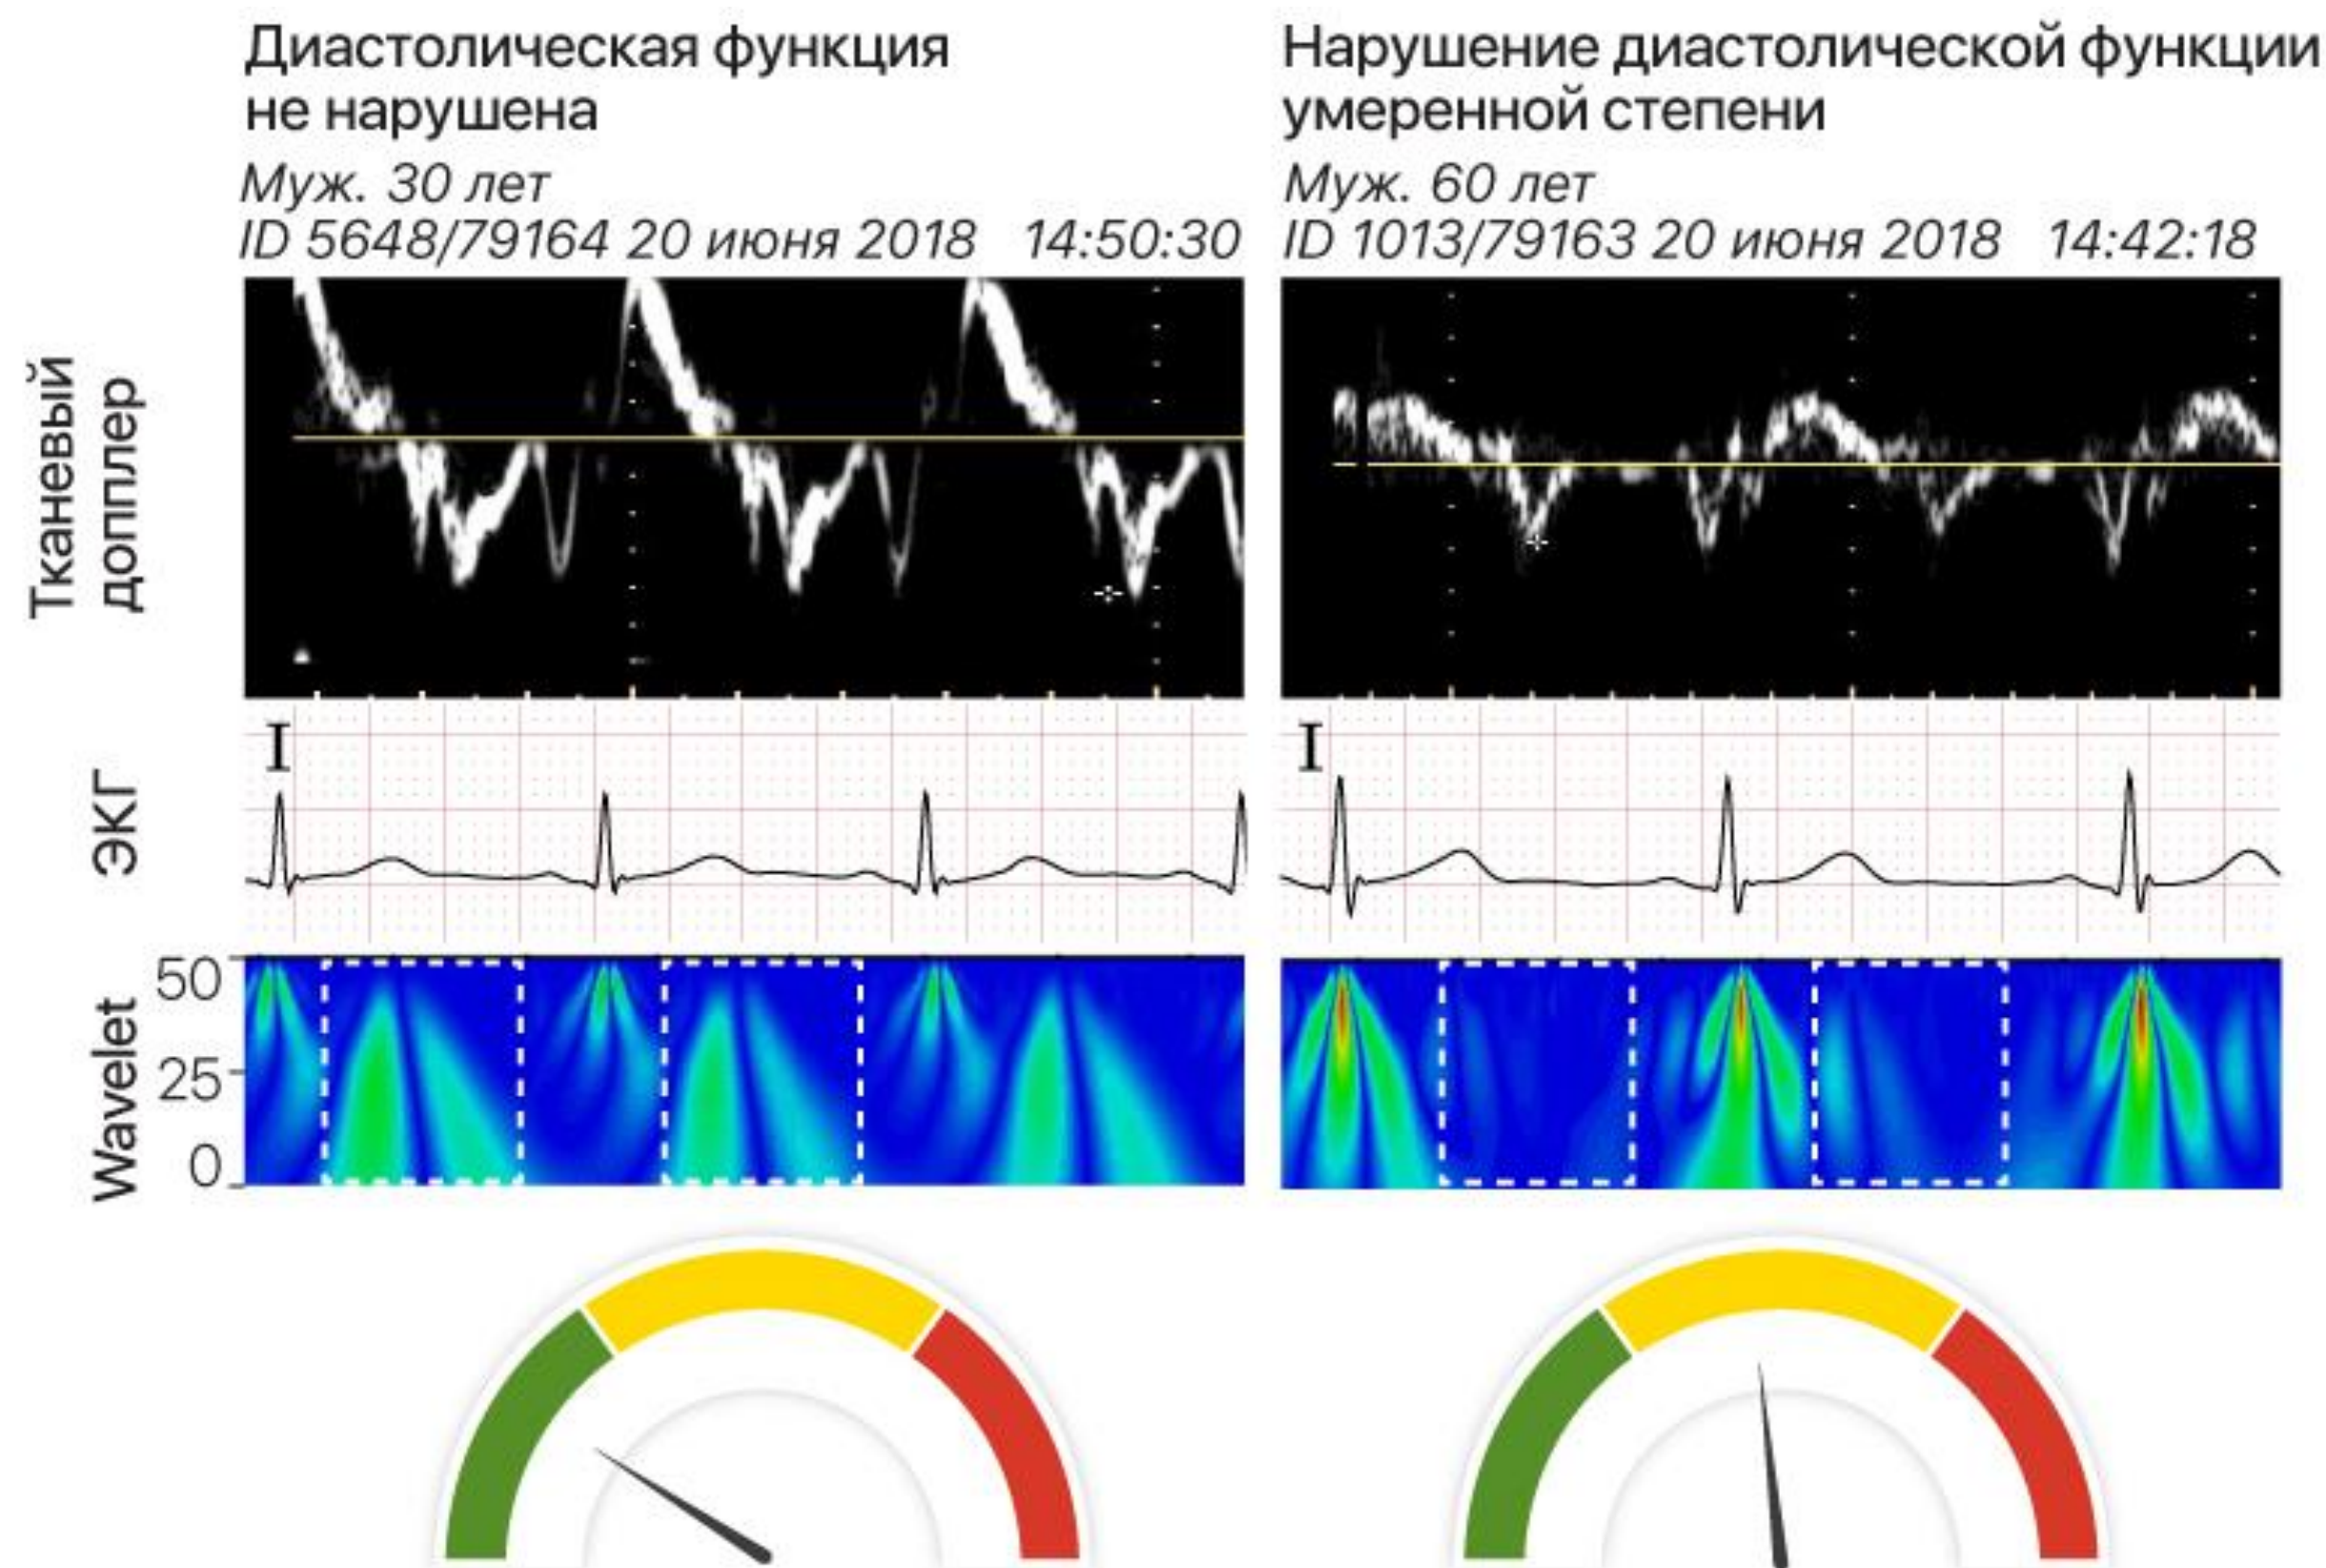 Диастолическая функция
не нарушена
Муж. 30 лет
ID 5648/79164 20 июня 2018 14:50:30
Нарушение диастолической функции
умеренной степени
Муж. 60 лет
ID 1013/79163 20 июня 2018 14:42:18
Тканевый
допплер
ЭКГ
I
I
Wavelet
50
25
0